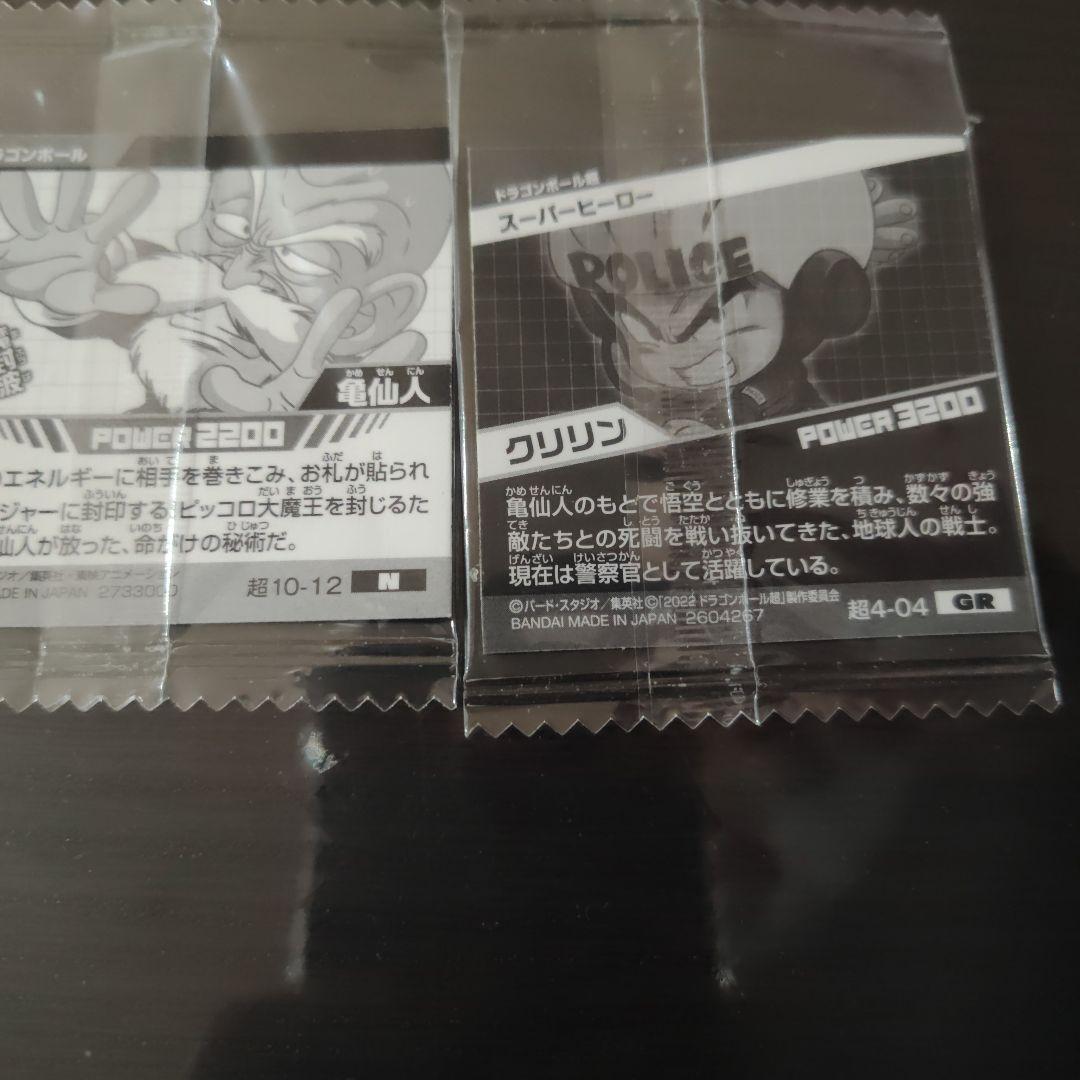 ラゴンボール
亀仙人
POWER 2200
エネルギーに相手を巻きこみ、お札が貼られ
ジャーに封印する。ピッコロ大魔王を封じるた
仙人が放った、命がけの秘術だ。
超10-12 N
ドラゴンボール超
スーパーヒーロー
POLICE
クリリン
POWER 3200
亀仙人のもとで悟空とともに修業を積み、数々の強
敵たちとの死闘を戦い抜いてきた、地球人の戦士。
現在は警察官として活躍している。
©バード・スタジオ／集英社©「2022 ドラゴンボール超」製作委員会
BANDAI MADE IN JAPAN 2604267
超4-04 GR